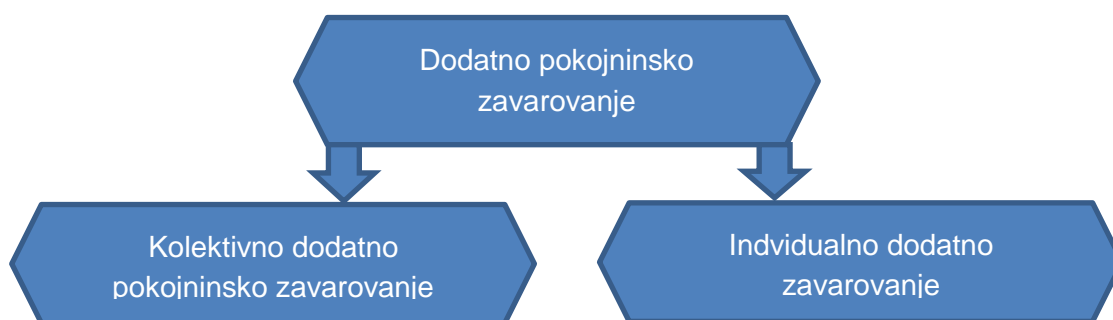 Dodatno pokojninsko
zavarovanje
Kolektivno dodatno
pokojninsko zavarovanje
Indvidualno dodatno
zavarovanje